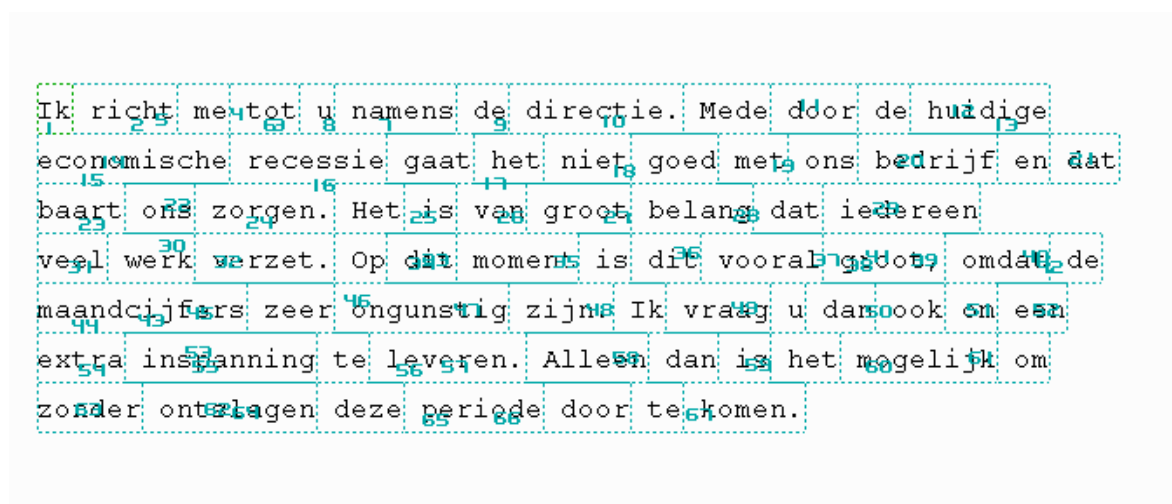 Ik richt me tot u namens de directie. Mede door de huidige
economische recessie gaat het niet goed met ons bedrijf en dat
baart ons zorgen. Het is van groot belang dat iedereen
veel werk verzet. Op dit moment is dit vooral groot, omdat de
maandcijfers zeer ongunstig zijn. Ik vraag u dan ook om een
extra inspanning te leveren. Alleen dan is het mogelijk om
zonder ontslagen deze periode door te komen.